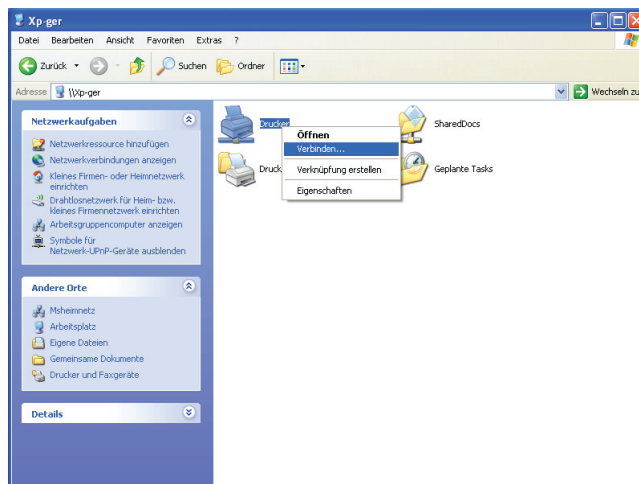 Xp-ger
Datei Bearbeiten Ansicht Favoriten Extras ?
Zurück Suchen Ordner
Adresse \\Xp-ger Wechseln zu
Netzwerkaufgaben
Netzwerkressource hinzufügen
Netzwerkverbindungen anzeigen
Kleines Firmen- oder Heimnetzwerk
einrichten
Drahtlosnetzwerk für Heim- bzw.
kleines Firmennetzwerk einrichten
Arbeitsgruppencomputer anzeigen
Symbole für
Netzwerk-UPnP-Geräte ausblenden
Andere Orte
Msheimnetz
Arbeitsplatz
Eigene Dateien
Gemeinsame Dokumente
Drucker und Faxgeräte
Details
Drucker
SharedDocs
Druck
Geplante Tasks
Öffnen
Verbinden...
Verknüpfung erstellen
Eigenschaften